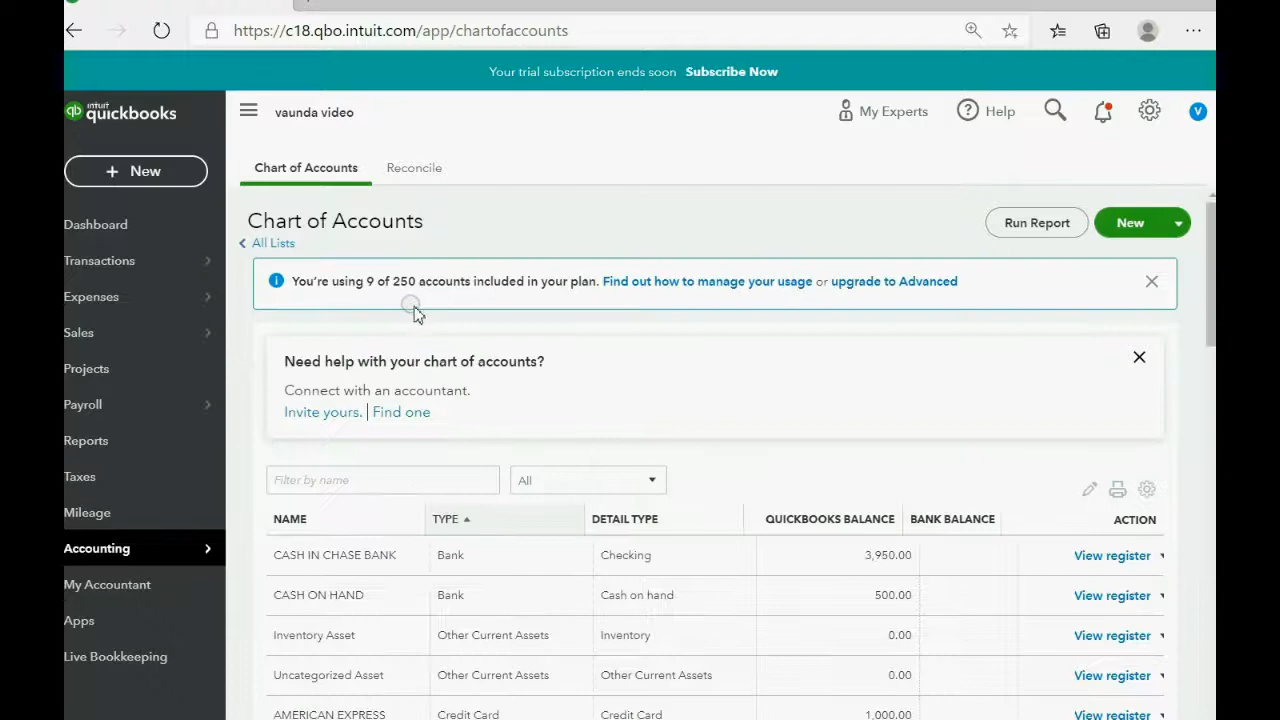 https://c18.qbo.intuit.com/app/chartofaccounts
Your trial subscription ends soon Subscribe Now
qb intuit quickbooks
vaunda video
My Experts
? Help
V
+ New
Chart of Accounts
Reconcile
Dashboard
Transactions
Expenses
Sales
Projects
Payroll
Reports
Taxes
Mileage
Accounting
My Accountant
Apps
Live Bookkeeping
Chart of Accounts
Run Report
New
All Lists
i You're using 9 of 250 accounts included in your plan. Find out how to manage your usage or upgrade to Advanced
Need help with your chart of accounts?
Connect with an accountant.
Invite yours. | Find one
Filter by name
All
NAME TYPE DETAIL TYPE QUICKBOOKS BALANCE BANK BALANCE ACTION
CASH IN CHASE BANK Bank Checking 3,950.00 View register
CASH ON HAND Bank Cash on hand 500.00 View register
Inventory Asset Other Current Assets Inventory 0.00 View register
Uncategorized Asset Other Current Assets Other Current Assets 0.00 View register
AMERICAN EXPRESS Credit Card Credit Card 1,000.00 View register